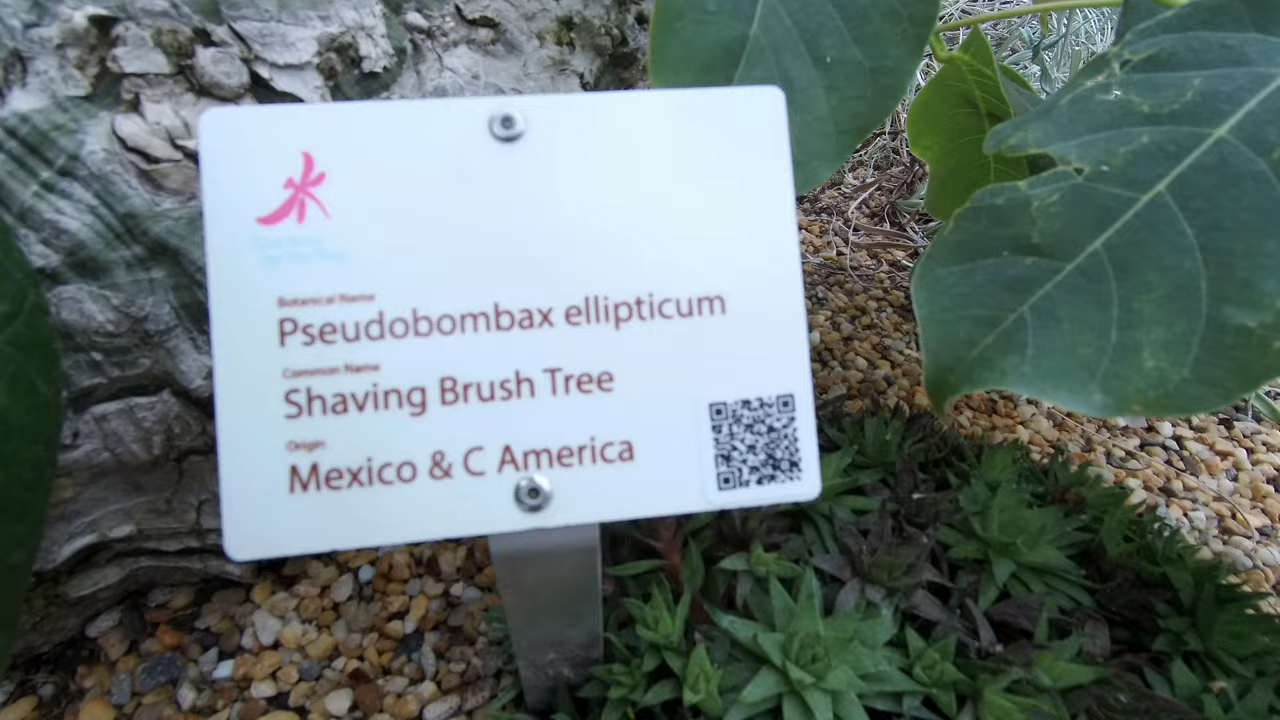 Botanical Name
Pseudobombax ellipticum
Common Name
Shaving Brush Tree
Origin
Mexico & C America